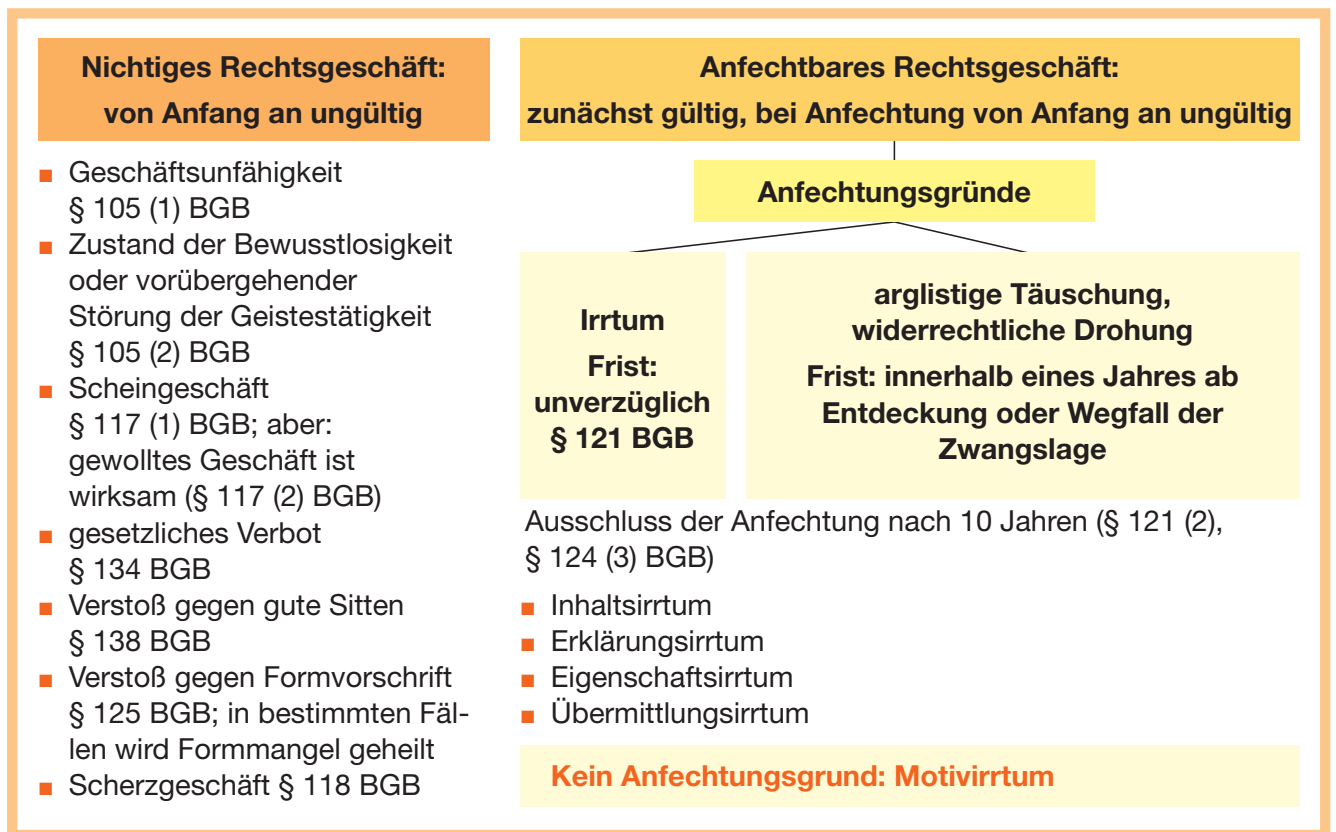 Nichtiges Rechtsgeschäft:
von Anfang an ungültig
■ Geschäftsunfähigkeit
§ 105 (1) BGB
■ Zustand der Bewusstlosigkeit
oder vorübergehender
Störung der Geistestätigkeit
§ 105 (2) BGB
■ Scheingeschäft
§ 117 (1) BGB; aber:
gewolltes Geschäft ist
wirksam (§ 117 (2) BGB)
■ gesetzliches Verbot
§ 134 BGB
■ Verstoß gegen gute Sitten
§ 138 BGB
■ Verstoß gegen Formvorschrift
§ 125 BGB; in bestimmten Fäl-
len wird Formmangel geheilt
■ Scherzgeschäft § 118 BGB
Anfechtbares Rechtsgeschäft:
zunächst gültig, bei Anfechtung von Anfang an ungültig
Anfechtungsgründe
Irrtum
Frist:
unverzüglich
§ 121 BGB
arglistige Täuschung,
widerrechtliche Drohung
Frist: innerhalb eines Jahres ab
Entdeckung oder Wegfall der
Zwangslage
Ausschluss der Anfechtung nach 10 Jahren (§ 121 (2),
§ 124 (3) BGB)
■ Inhaltsirrtum
■ Erklärungsirrtum
■ Eigenschaftsirrtum
■ Übermittlungsirrtum
Kein Anfechtungsgrund: Motivirrtum